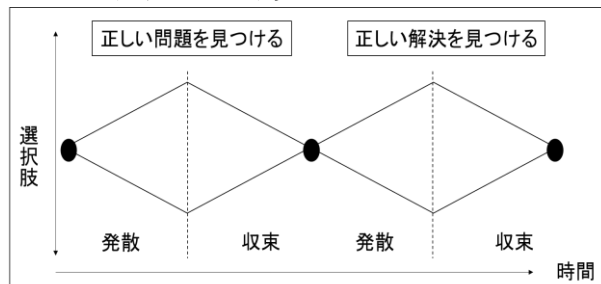 正しい問題を見つける
正しい解決を見つける
選択肢
発散
収束
発散
収束
時間